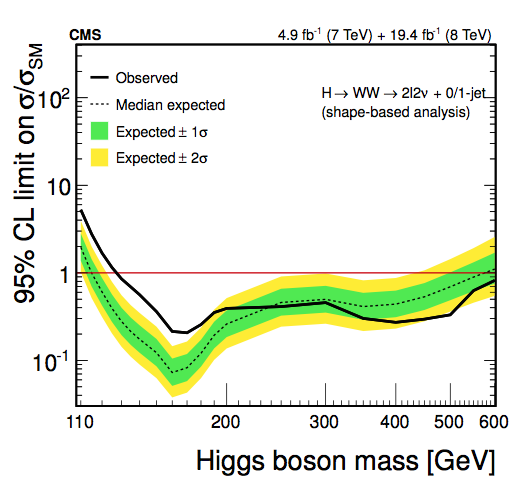 CMS 4.9 fb⁻¹ (7 TeV) + 19.4 fb⁻¹ (8 TeV)
Observed
Median expected
Expected ± 1σ
Expected ± 2σ
H → WW → 2l2ν + 0/1-jet
(shape-based analysis)
95% CL limit on σ/σ_SM
10²
10
1
10⁻¹
110 200 300 400 500 600
Higgs boson mass [GeV]